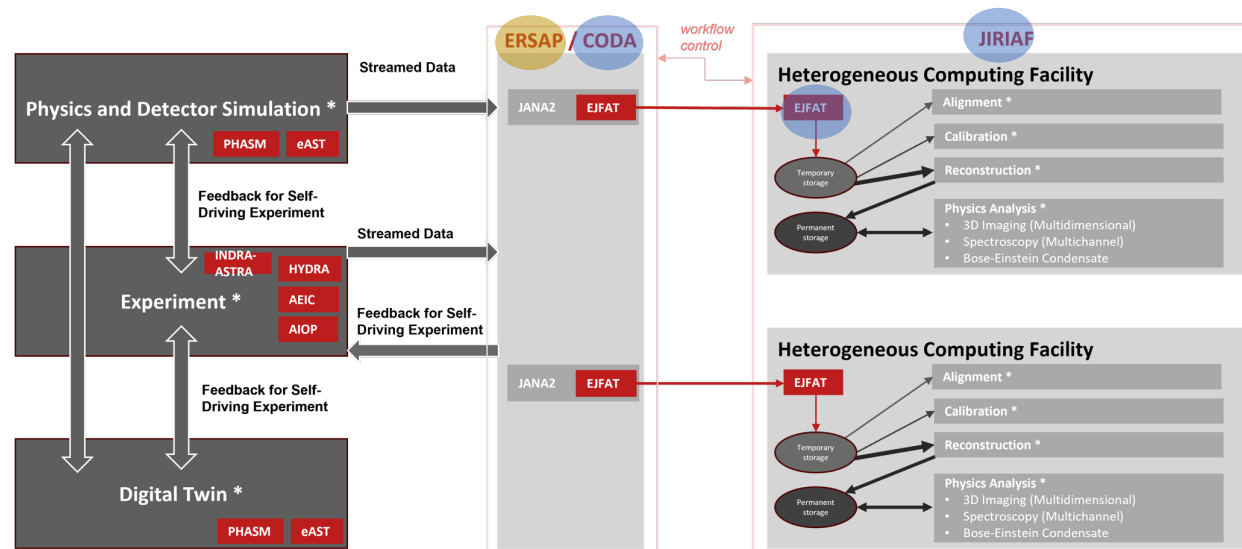 ERSAP / CODA
workflow
control
JIRIAF
Streamed Data
Physics and Detector Simulation *
PHASM
eAST
Feedback for Self-
Driving Experiment
Streamed Data
INDRA-
ASTRA
HYDRA
Experiment *
AEIC
AIOP
Feedback for Self-
Driving Experiment
Feedback for Self-
Driving Experiment
Digital Twin *
PHASM
eAST
JANA2
EJFAT
JANA2
EJFAT
Heterogeneous Computing Facility
EJFAT
Alignment *
Calibration *
Temporary
storage
Reconstruction *
Permanent
storage
Physics Analysis *
• 3D Imaging (Multidimensional)
• Spectroscopy (Multichannel)
• Bose-Einstein Condensate
Heterogeneous Computing Facility
EJFAT
Alignment *
Calibration *
Temporary
storage
Reconstruction *
Permanent
storage
Physics Analysis *
• 3D Imaging (Multidimensional)
• Spectroscopy (Multichannel)
• Bose-Einstein Condensate